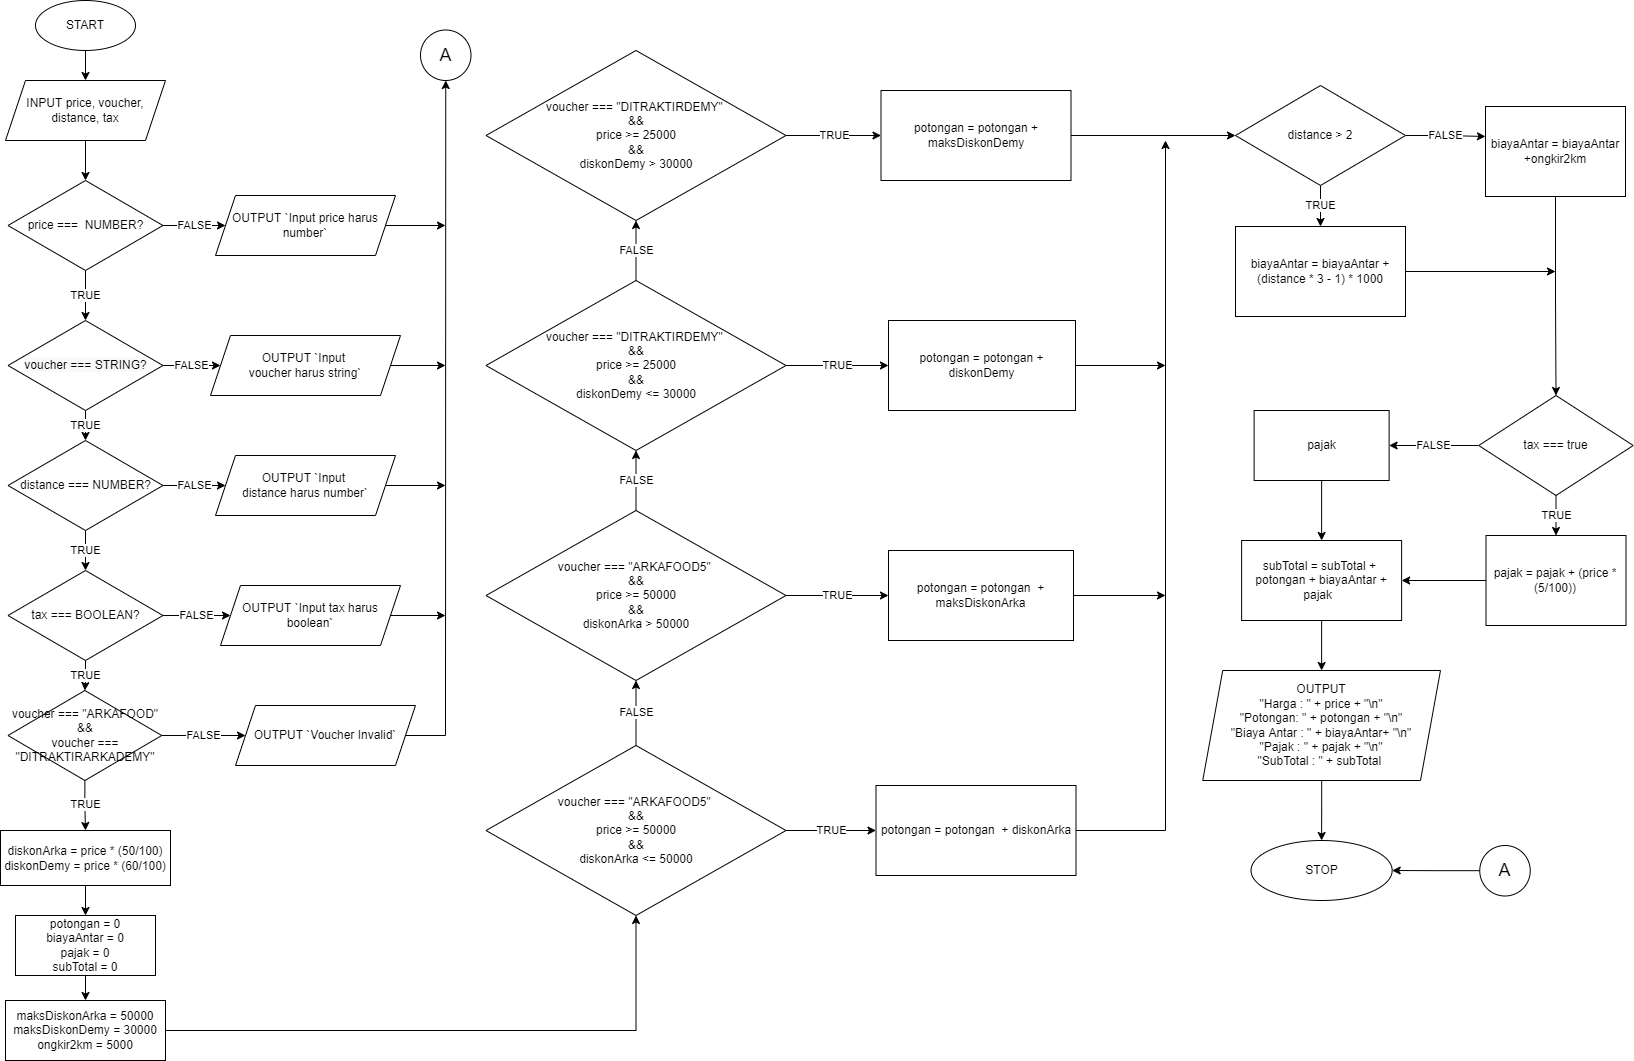 START
INPUT price, voucher,
distance, tax
price ===  NUMBER?
FALSE
OUTPUT `Input price harus
number`
TRUE
voucher === STRING?
FALSE
OUTPUT `Input
voucher harus string`
TRUE
distance === NUMBER?
FALSE
OUTPUT `Input
distance harus number`
TRUE
tax === BOOLEAN?
FALSE
OUTPUT `Input tax harus
boolean`
TRUE
voucher === "ARKAFOOD"
&&
voucher ===
"DITRAKTIRARKADEMY"
FALSE
OUTPUT `Voucher Invalid`
TRUE
diskonArka = price * (50/100)
diskonDemy = price * (60/100)
potongan = 0
biayaAntar = 0
pajak = 0
subTotal = 0
maksDiskonArka = 50000
maksDiskonDemy = 30000
ongkir2km = 5000
A
voucher === "DITRAKTIRDEMY"
&&
price >= 25000
&&
diskonDemy > 30000
TRUE
potongan = potongan +
maksDiskonDemy
FALSE
voucher === "DITRAKTIRDEMY"
&&
price >= 25000
&&
diskonDemy <= 30000
TRUE
potongan = potongan +
diskonDemy
FALSE
voucher === "ARKAFOOD5"
&&
price >= 50000
&&
diskonArka > 50000
TRUE
potongan = potongan  +
maksDiskonArka
FALSE
voucher === "ARKAFOOD5"
&&
price >= 50000
&&
diskonArka <= 50000
TRUE
potongan = potongan  + diskonArka
distance > 2
FALSE
biayaAntar = biayaAntar
+ongkir2km
TRUE
biayaAntar = biayaAntar +
(distance * 3 - 1) * 1000
tax === true
FALSE
pajak
TRUE
pajak = pajak + (price *
(5/100))
subTotal = subTotal +
potongan + biayaAntar +
pajak
OUTPUT
"Harga : " + price + "\n"
"Potongan: " + potongan + "\n"
"Biaya Antar : " + biayaAntar+ "\n"
"Pajak : " + pajak + "\n"
"SubTotal : " + subTotal
STOP
A